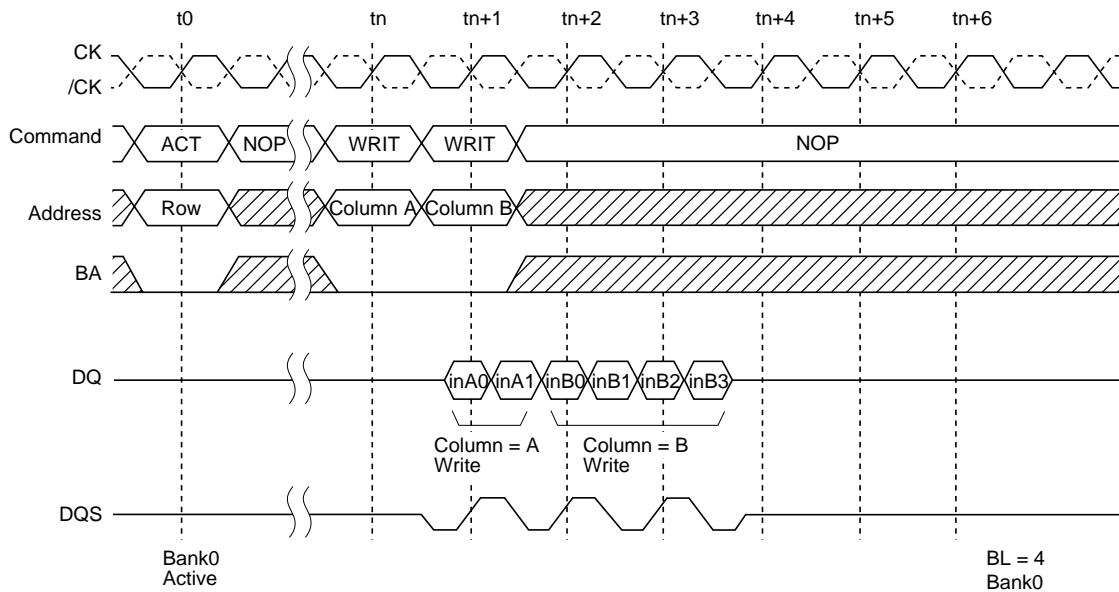 t0 tn tn+1 tn+2 tn+3 tn+4 tn+5 tn+6
CK
/CK
Command ACT NOP WRIT WRIT NOP
Address Row Column A Column B
BA
DQ inA0 inA1 inB0 inB1 inB2 inB3
Column = A Column = B
Write Write
DQS
Bank0 BL = 4
Active Bank0